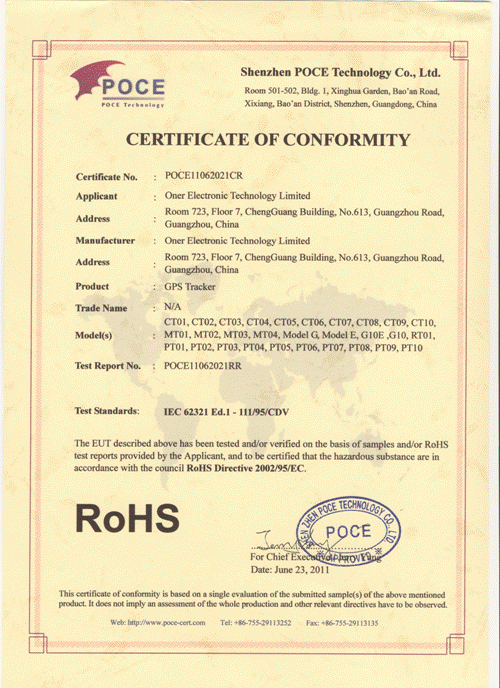 POCE
POCE Technology
Shenzhen POCE Technology Co., Ltd.
Room 501-502, Bldg. 1, Xinghua Garden, Bao'an Road,
Xixiang, Bao'an District, Shenzhen, Guangdong, China
CERTIFICATE OF CONFORMITY
Certificate No. : POCE11062021CR
Applicant : Oner Electronic Technology Limited
Address : Room 723, Floor 7, ChengGuang Building, No.613, Guangzhou Road,
Guangzhou, China
Manufacturer : Oner Electronic Technology Limited
Address : Room 723, Floor 7, ChengGuang Building, No.613, Guangzhou Road,
Guangzhou, China
Product : GPS Tracker
Trade Name : N/A
CT01, CT02, CT03, CT04, CT05, CT06, CT07, CT08, CT09, CT10,
Model(s) : MT01, MT02, MT03, MT04, Model G, Model E, G10E ,G10, RT01,
PT01, PT02, PT03, PT04, PT05, PT06, PT07, PT08, PT09, PT10
Test Report No. : POCE11062021RR
Test Standards: IEC 62321 Ed.1 - 111/95/CDV
The EUT described above has been tested and/or verified on the basis of samples and/or RoHS
test reports provided by the Applicant, and to be certified that the hazardous substance are in
accordance with the council RoHS Directive 2002/95/EC.
RoHS
SHEN ZHEN POCE TECHNOLOGY CO., LTD
POCE
APPROVER
For Chief Executive:
Date: June 23, 2011
This certificate of conformity is based on a single evaluation of the submitted sample(s) of the above mentioned
product. It does not imply an assessment of the whole production and other relevant directives have to be observed.
Web: http://www.poce-cert.com Tel: +86-755-29113252 Fax: +86-755-29113135